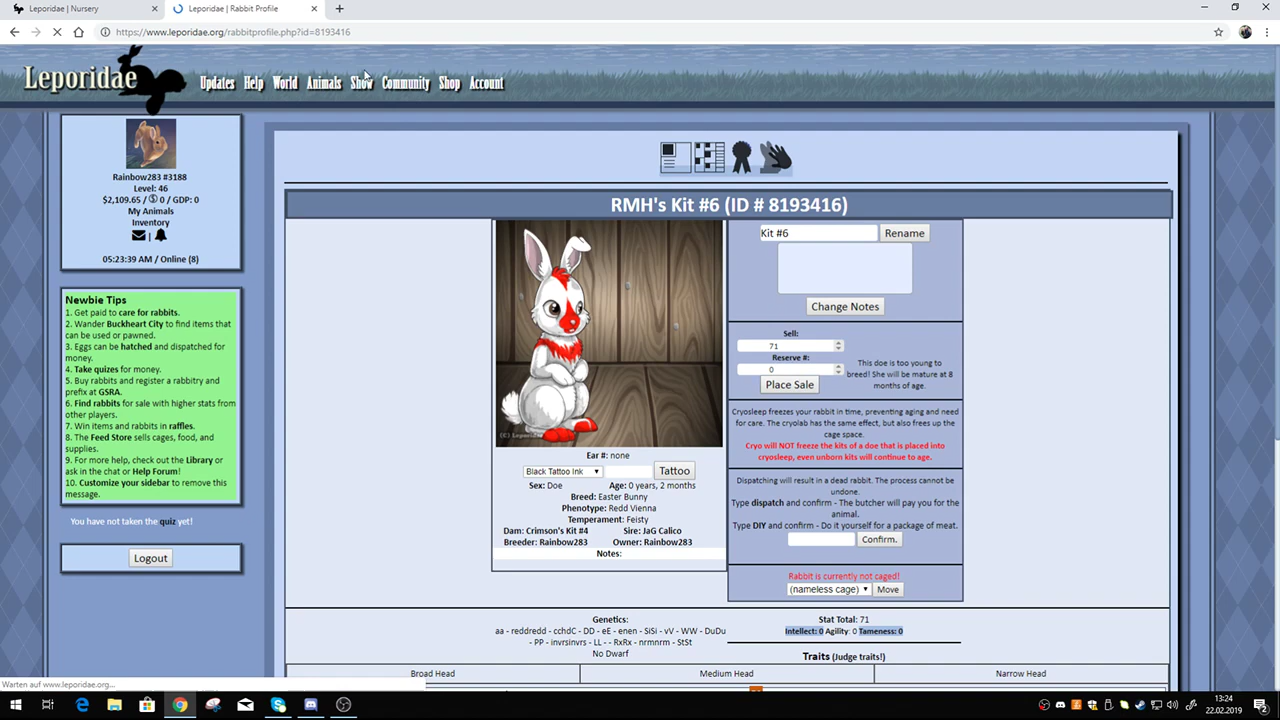 Leporidae | Nursery
Leporidae | Rabbit Profile
https://www.leporidae.org/rabbitprofile.php?id=8193416
Leporidae
Updates Help World Animals Show Community Shop Account
Rainbow283 #3188
Level: 46
$2,109.65 / 0 / GDP: 0
My Animals
Inventory
|
05:23:39 AM / Online (8)
Newbie Tips
1. Get paid to care for rabbits.
2. Wander Buckheart City to find items that
can be used or pawned.
3. Eggs can be hatched and dispatched for
money.
4. Take quizes for money.
5. Buy rabbits and register a rabbitry and
prefix at GSRA.
6. Find rabbits for sale with higher stats from
other players.
7. Win items and rabbits in raffles.
8. The Feed Store sells cages, food, and
supplies.
9. For more help, check out the Library or
ask in the chat or Help Forum!
10. Customize your sidebar to remove this
message.
You have not taken the quiz yet!
Logout
RMH's Kit #6 (ID # 8193416)
(C) Leporidae
Ear #: none
Black Tattoo Ink Tattoo
Sex: Doe Age: 0 years, 2 months
Breed: Easter Bunny
Phenotype: Redd Vienna
Temperament: Feisty
Dam: Crimson's Kit #4 Sire: JaG Calico
Breeder: Rainbow283 Owner: Rainbow283
Notes:
Kit #6 Rename
Change Notes
Sell:
71
Reserve #:
0
Place Sale
This doe is too young to
breed! She will be mature at 8
months of age.
Cryosleep freezes your rabbit in time, preventing aging and need
for care. The cryolab has the same effect, but also frees up the
cage space.
Cryo will NOT freeze the kits of a doe that is placed into
cryosleep, even unborn kits will continue to age.
Dispatching will result in a dead rabbit. The process cannot be
undone.
Type dispatch and confirm - The butcher will pay you for the
animal.
Type DIY and confirm - Do it yourself for a package of meat.
Confirm.
Rabbit is currently not caged!
(nameless cage) Move
Genetics:
aa - reddredd - cchdC - DD - eE - enen - SiSi - vV - WW - DuDu
- PP - invrsinvrs - LL - - RxRx - nrmnrm - StSt
No Dwarf
Stat Total: 71
Intellect: 0 Agility: 0 Tameness: 0
Traits (Judge traits!)
Broad Head Medium Head Narrow Head
Warten auf www.leporidae.org...
13:24
22.02.2019
2